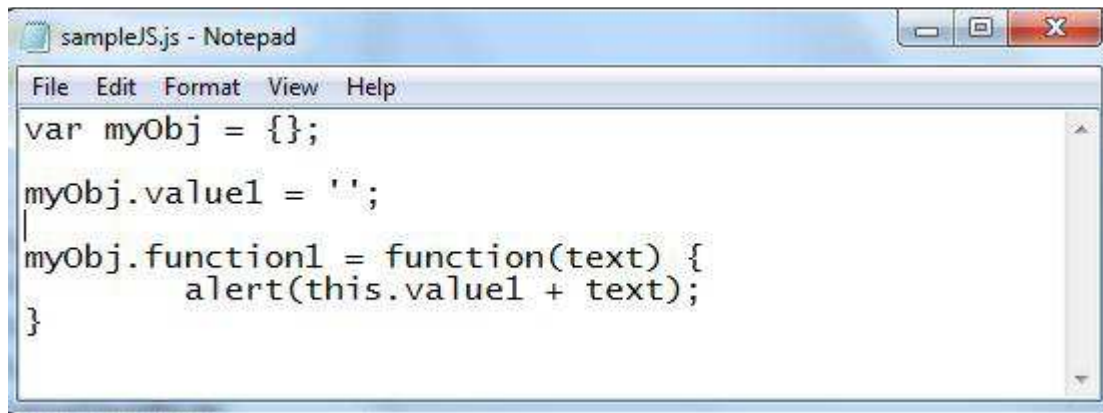 sampleJS.js - Notepad
File Edit Format View Help
var myObj = {};
myObj.value1 = '';
myObj.function1 = function(text) {
alert(this.value1 + text);
}